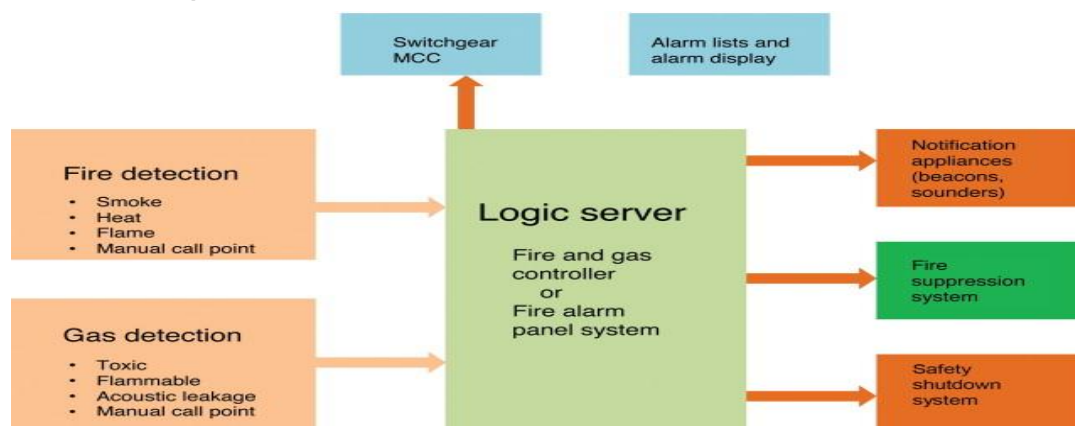 Switchgear
MCC
Alarm lists and
alarm display
Fire detection
• Smoke
• Heat
• Flame
• Manual call point
Gas detection
• Toxic
• Flammable
• Acoustic leakage
• Manual call point
Logic server
Fire and gas
controller
or
Fire alarm
panel system
Notification
appliances
(beacons,
sounders)
Fire
suppression
system
Safety
shutdown
system